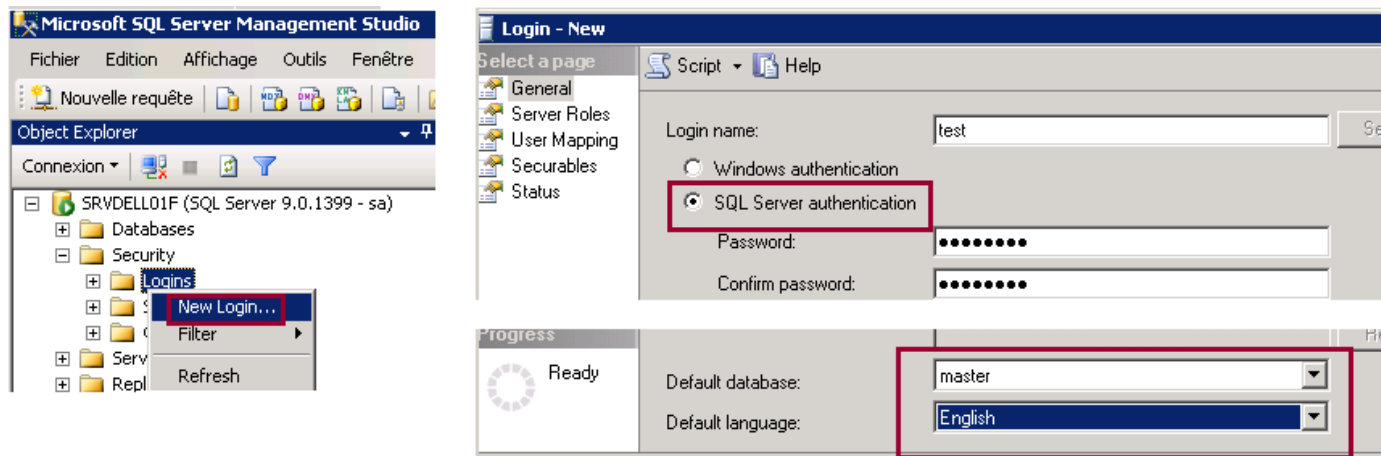 Microsoft SQL Server Management Studio
Fichier Edition Affichage Outils Fenêtre
Nouvelle requête
Object Explorer
Connexion
SRVDELL01F (SQL Server 9.0.1399 - sa)
Databases
Security
Logins
New Login...
Filter
Serv
Refresh
Repl
Login - New
Select a page
General
Server Roles
User Mapping
Securables
Status
Script Help
Login name: test
Windows authentication
SQL Server authentication
Password: ●●●●●●●●
Confirm password: ●●●●●●●●
Progress
Ready
Default database: master
Default language: English